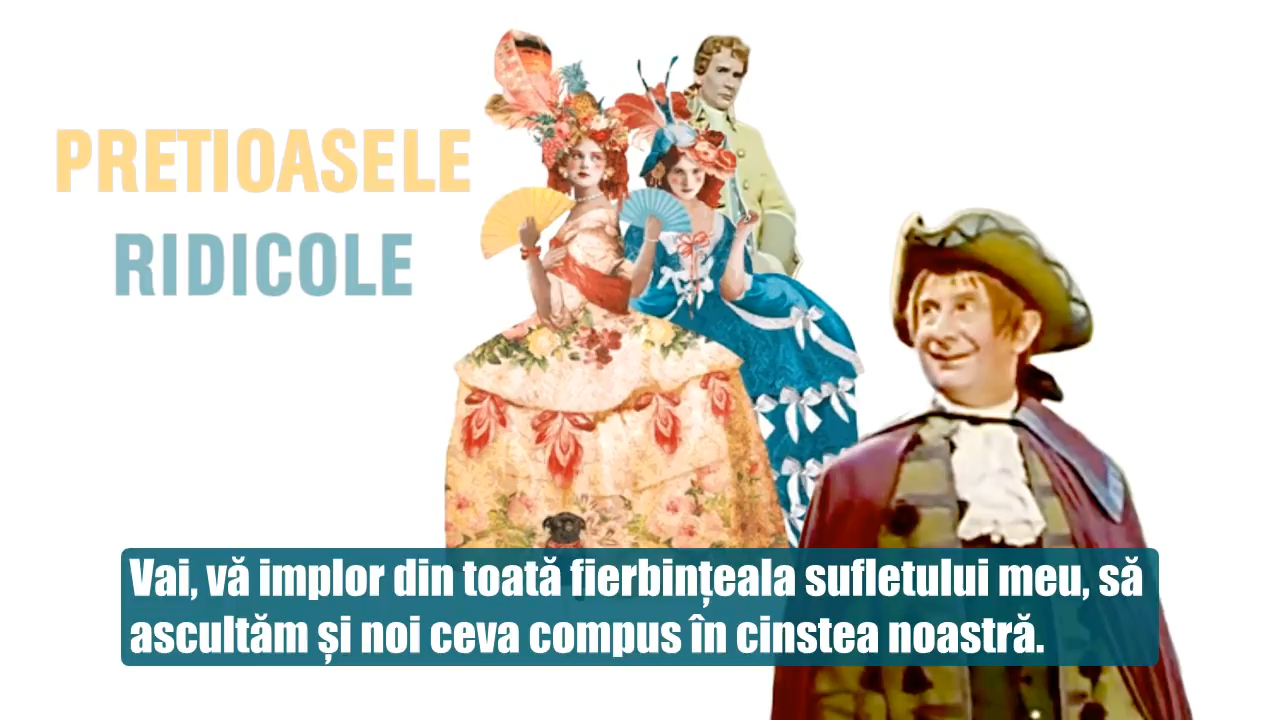 PRETIOASELE
RIDICOLE
Vai, vă implor din toată fierbințeala sufletului meu, să
ascultăm și noi ceva compus în cinstea noastră.